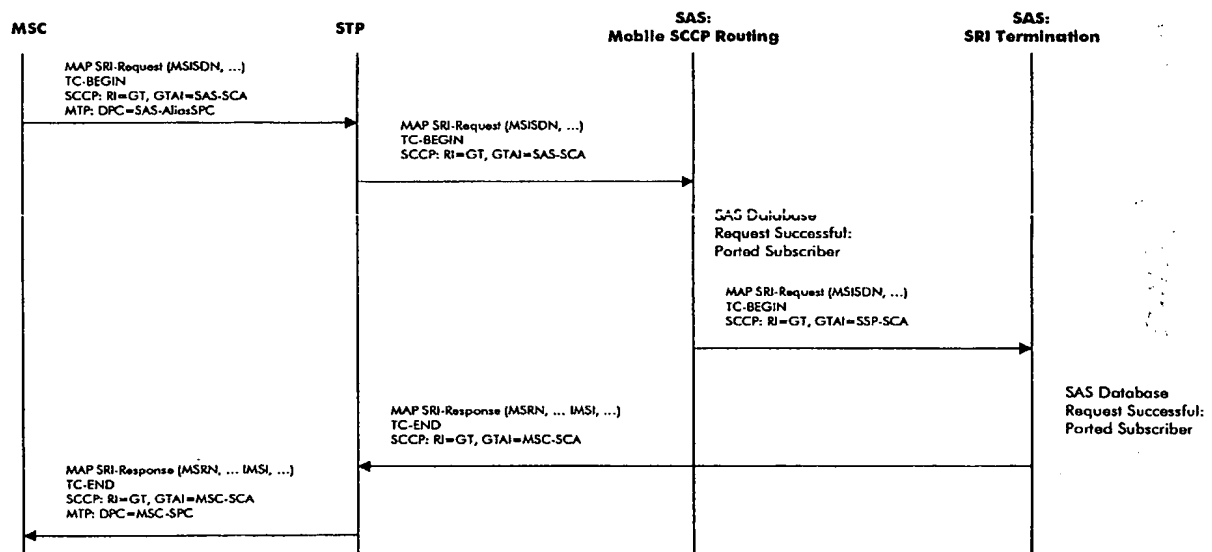 MSC
STP
SAS:
Mobile SCCP Routing
SAS:
SRI Termination
MAP SRI-Request (MSISDN, ...)
TC-BEGIN
SCCP: RI=GT, GTAI=SAS-SCA
MTP: DPC=SAS-AliasSPC
MAP SRI-Request (MSISDN, ...)
TC-BEGIN
SCCP: RI=GT, GTAI=SAS-SCA
SAS Database
Request Successful:
Ported Subscriber
MAP SRI-Request (MSISDN, ...)
TC-BEGIN
SCCP: RI=GT, GTAI=SSP-SCA
SAS Database
Request Successful:
Ported Subscriber
MAP SRI-Response (MSRN, ... IMSI, ...)
TC-END
SCCP: RI=GT, GTAI=MSC-SCA
MAP SRI-Response (MSRN, ... IMSI, ...)
TC-END
SCCP: RI=GT, GTAI=MSC-SCA
MTP: DPC=MSC-SPC